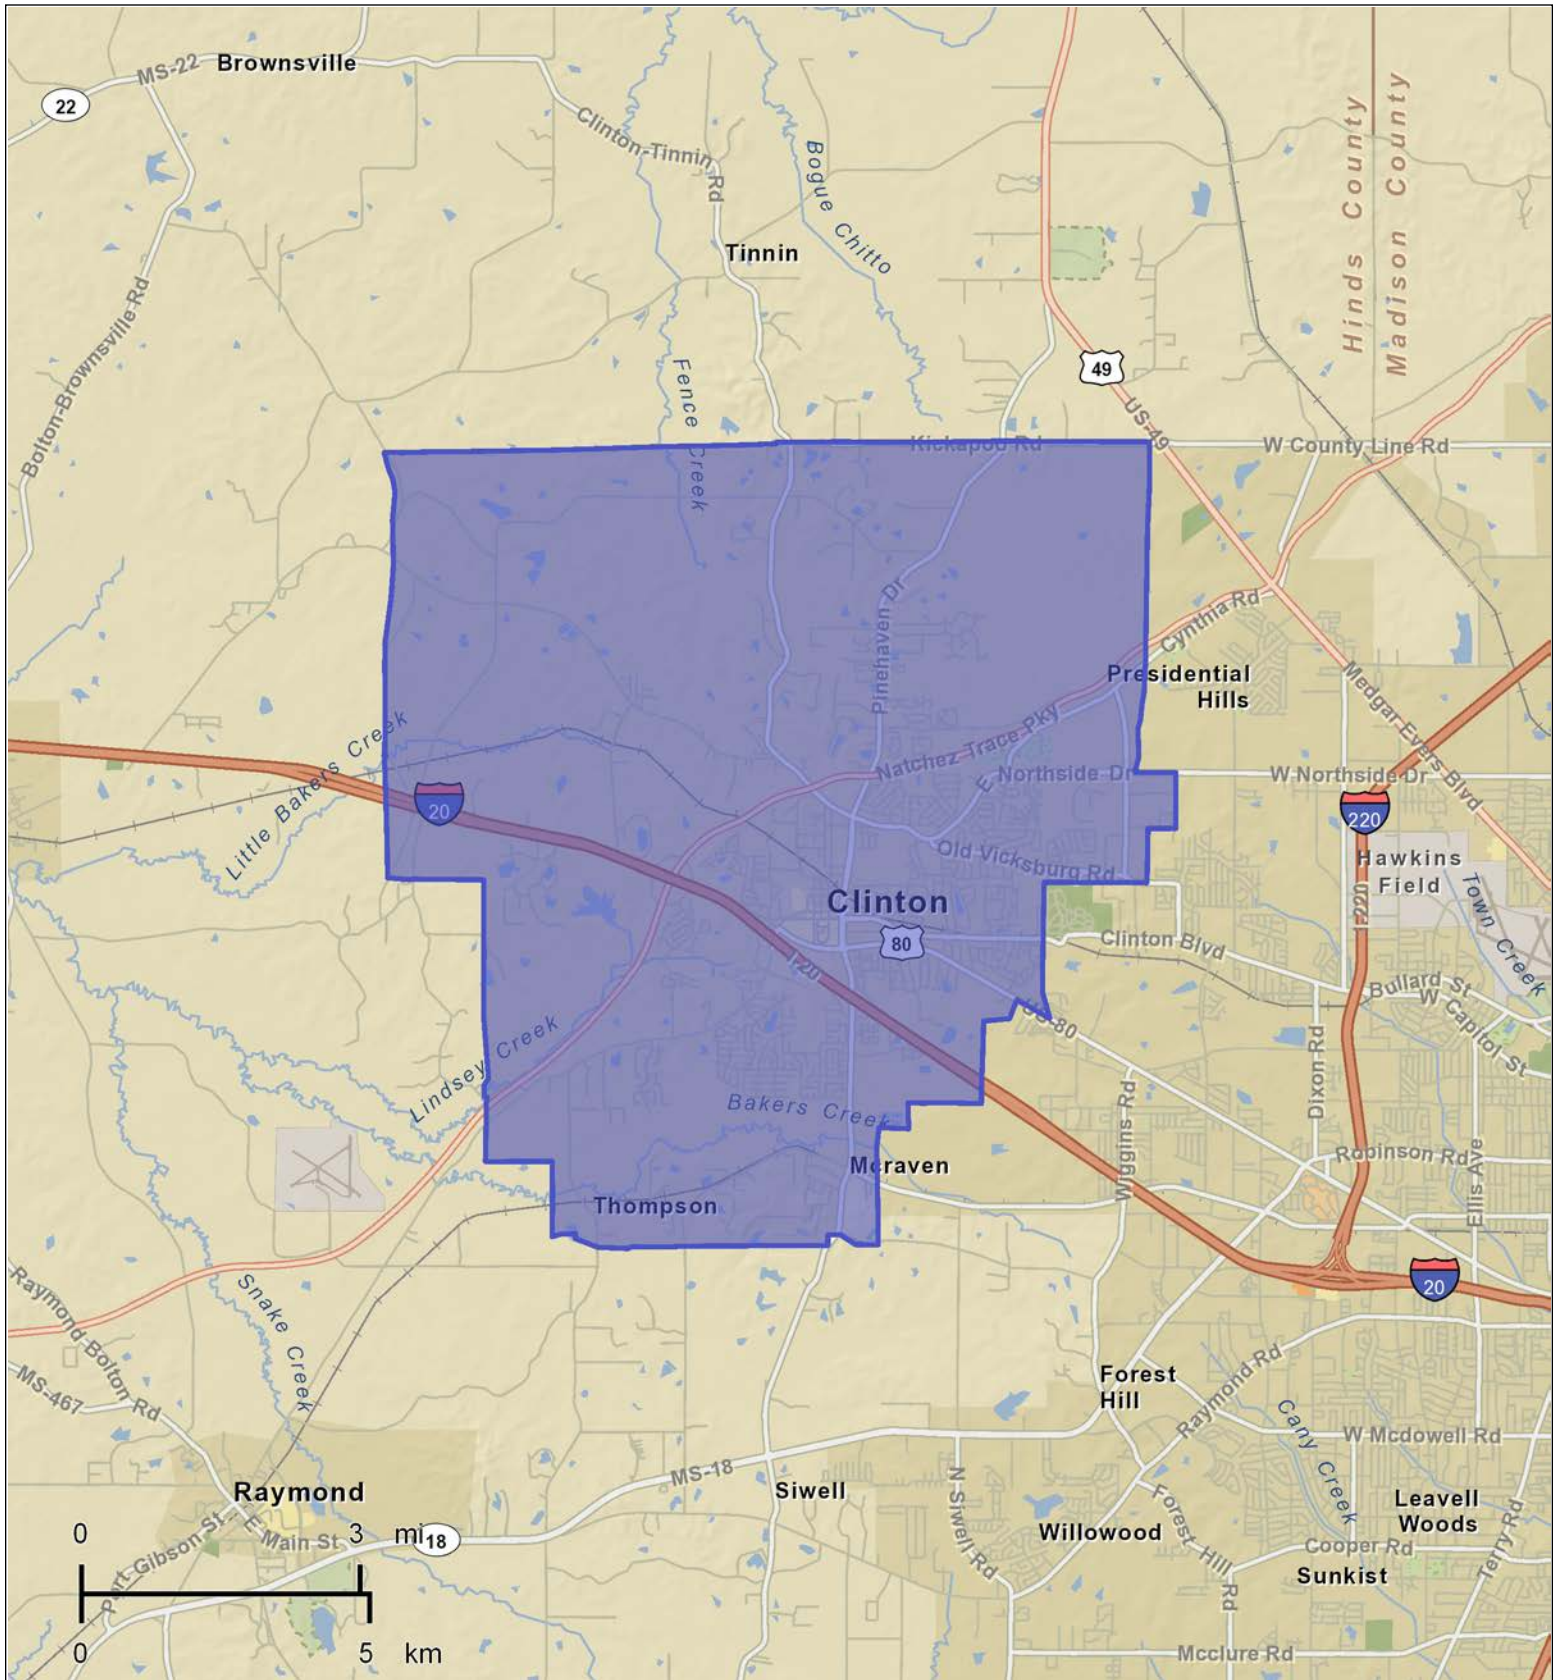 MS-22
Brownsville
22
Clinton-Tinnin Rd
Bogue Chitto
Hinds County
Madison County
Tinnin
Bolton-Brownsville Rd
Fence Creek
49
US-49
Kickapoo Rd
W County Line Rd
Pinehaven Dr
Cynthia Rd
Presidential
Hills
Medgar Evers Blvd
Little Bakers Creek
Natchez Trace Pky
E Northside Dr
W Northside Dr
20
220
Old Vicksburg Rd
Hawkins
Field
Town Creek
I-220
Clinton
80
I-20
Clinton Blvd
Bullard St
W Capitol St
US-80
Lindsey Creek
Dixon Rd
Bakers Creek
Wiggins Rd
Robinson Rd
Ellis Ave
Mcraven
Thompson
Snake Creek
20
Raymond Bolton Rd
MS-467
Forest
Hill
Raymond Rd
Cany Creek
W Mcdowell Rd
MS-18
Siwell
N Siwell Rd
Raymond
E Main St
Port Gibson St
18
Willowood
Forest Hill Rd
Leavell
Woods
Cooper Rd
Sunkist
Terry Rd
Mcclure Rd
0 3 mi
0 5 km